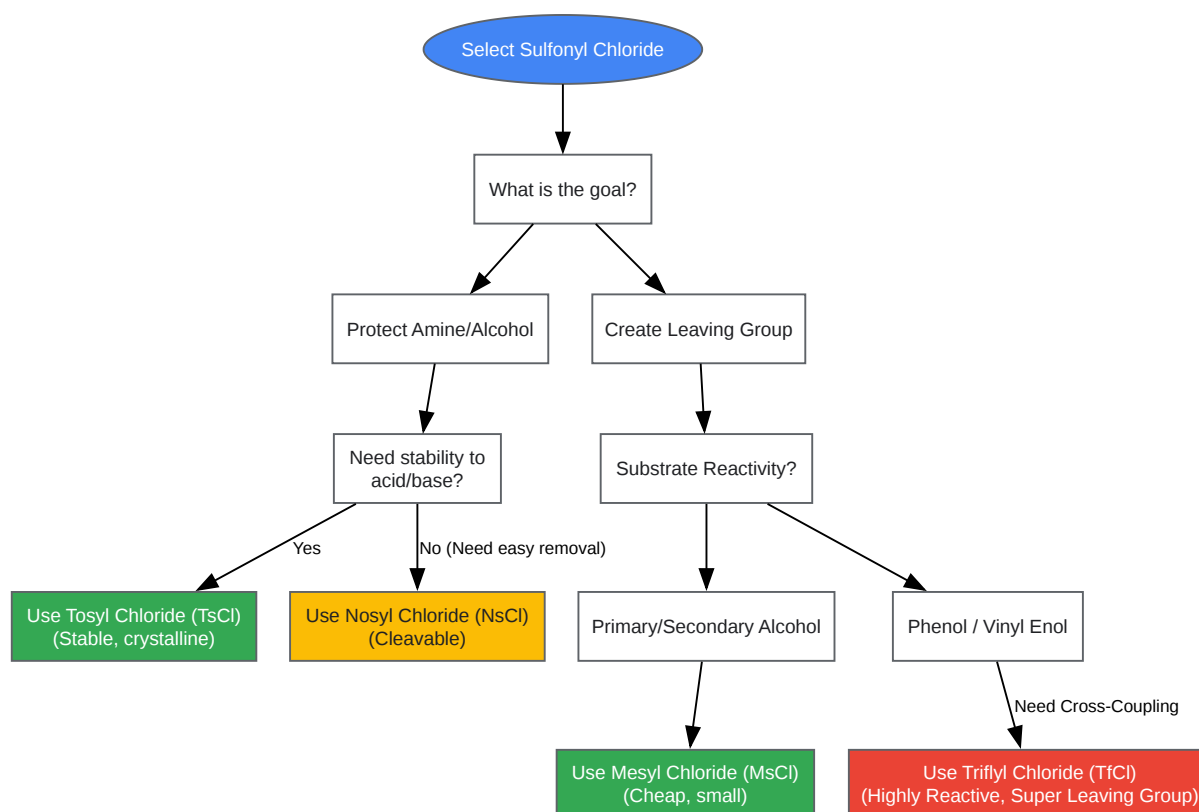 Select Sulfonyl Chloride
What is the goal?
Protect Amine/Alcohol
Create Leaving Group
Need stability to
acid/base?
Substrate Reactivity?
Yes
No (Need easy removal)
Use Tosyl Chloride (TsCl)
(Stable, crystalline)
Use Nosyl Chloride (NsCl)
(Cleavable)
Primary/Secondary Alcohol
Phenol / Vinyl Enol
Need Cross-Coupling
Use Mesyl Chloride (MsCl)
(Cheap, small)
Use Triflyl Chloride (TfCl)
(Highly Reactive, Super Leaving Group)